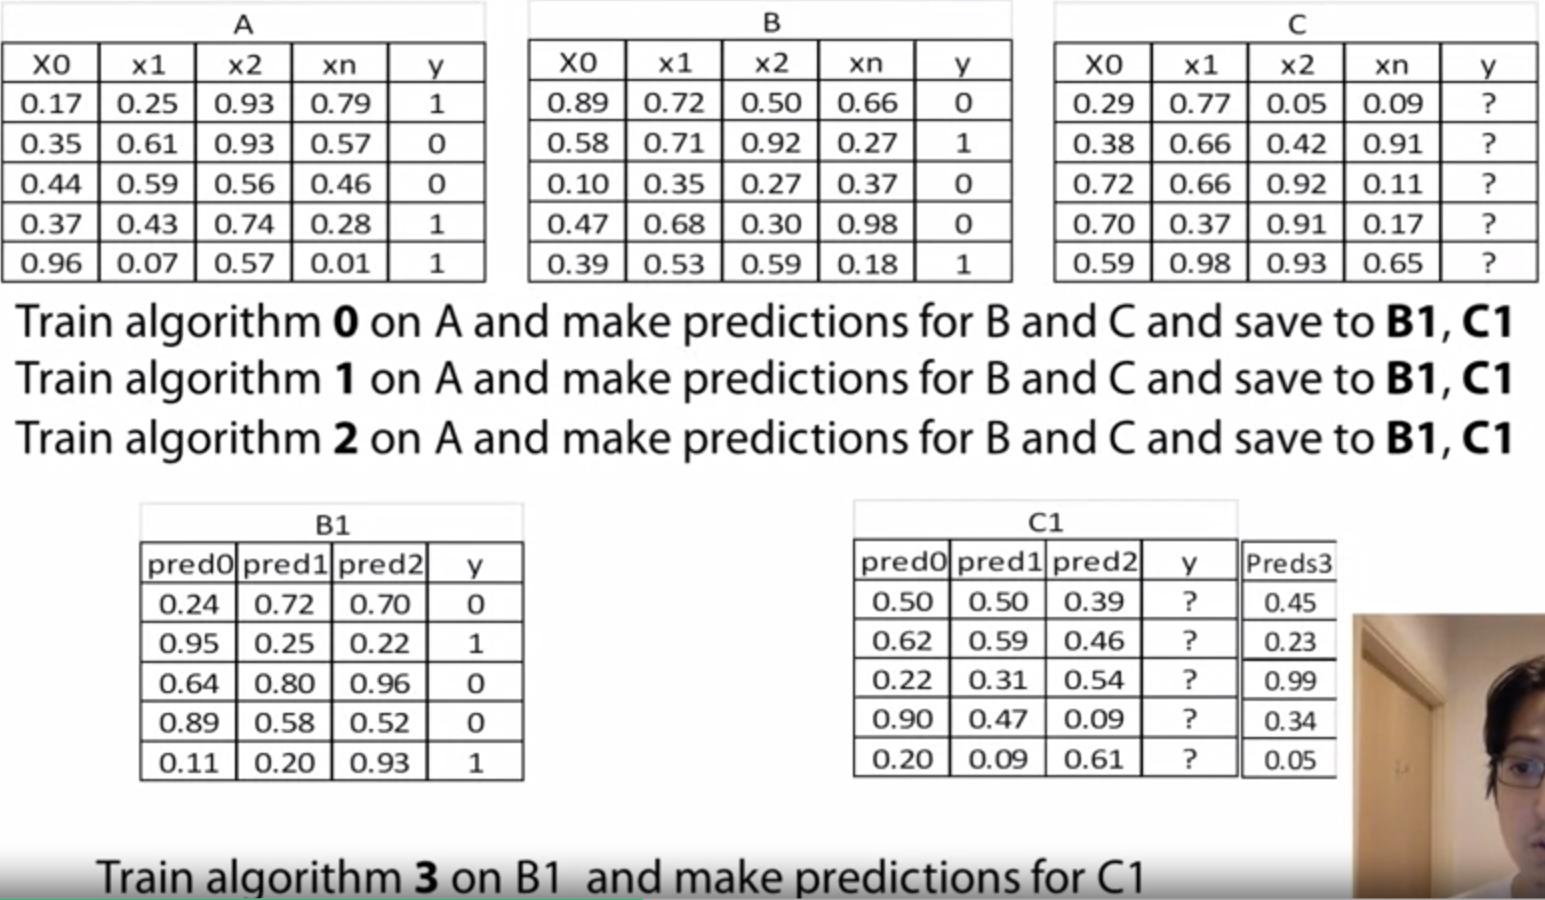 A
X0 x1 x2 xn y
0.17 0.25 0.93 0.79 1
0.35 0.61 0.93 0.57 0
0.44 0.59 0.56 0.46 0
0.37 0.43 0.74 0.28 1
0.96 0.07 0.57 0.01 1
B
X0 x1 x2 xn y
0.89 0.72 0.50 0.66 0
0.58 0.71 0.92 0.27 1
0.10 0.35 0.27 0.37 0
0.47 0.68 0.30 0.98 0
0.39 0.53 0.59 0.18 1
C
X0 x1 x2 xn y
0.29 0.77 0.05 0.09 ?
0.38 0.66 0.42 0.91 ?
0.72 0.66 0.92 0.11 ?
0.70 0.37 0.91 0.17 ?
0.59 0.98 0.93 0.65 ?
Train algorithm 0 on A and make predictions for B and C and save to B1, C1
Train algorithm 1 on A and make predictions for B and C and save to B1, C1
Train algorithm 2 on A and make predictions for B and C and save to B1, C1
B1
pred0 pred1 pred2 y
0.24 0.72 0.70 0
0.95 0.25 0.22 1
0.64 0.80 0.96 0
0.89 0.58 0.52 0
0.11 0.20 0.93 1
C1
pred0 pred1 pred2 y Preds3
0.50 0.50 0.39 ? 0.45
0.62 0.59 0.46 ? 0.23
0.22 0.31 0.54 ? 0.99
0.90 0.47 0.09 ? 0.34
0.20 0.09 0.61 ? 0.05
Train algorithm 3 on B1 and make predictions for C1